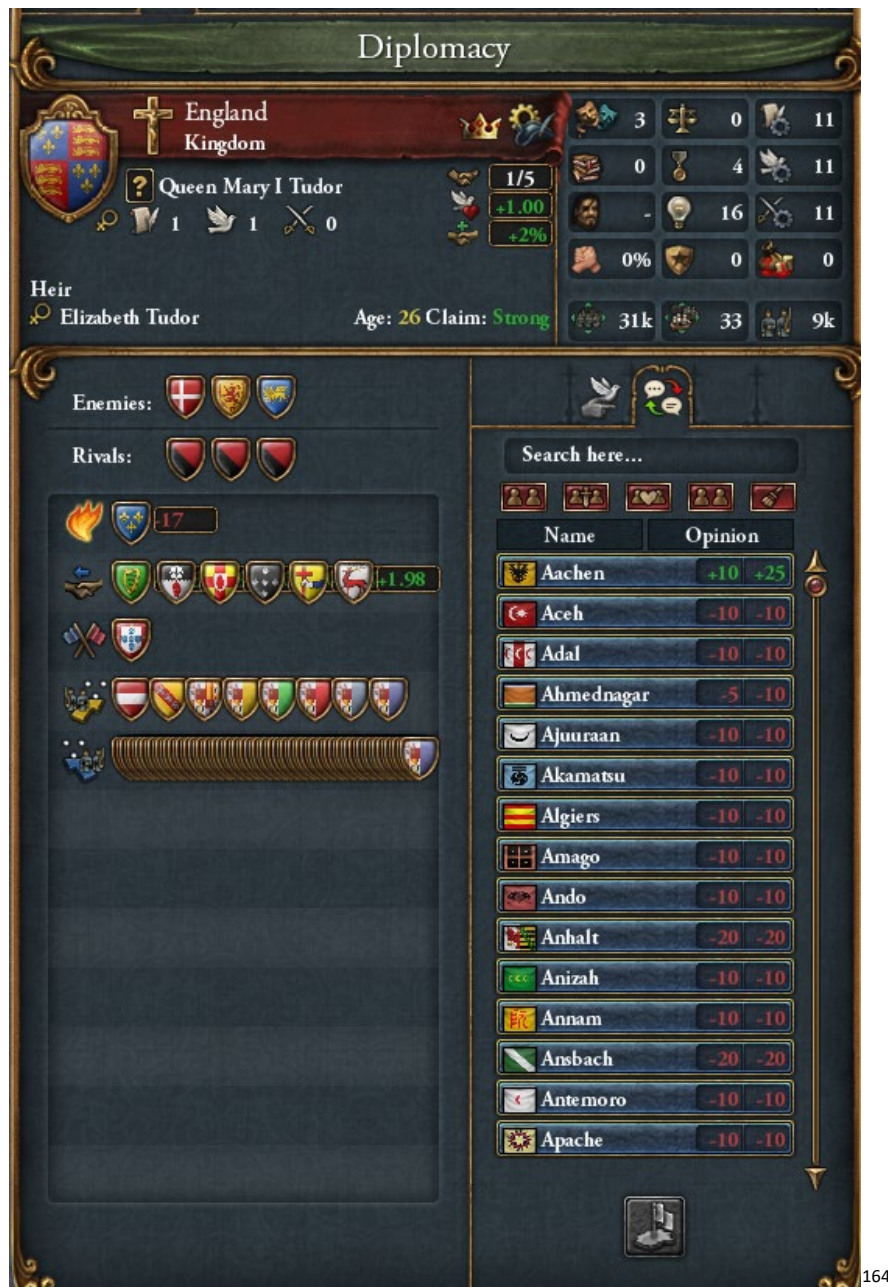 Diplomacy
England
Kingdom
? Queen Mary I Tudor
1 1 0
1/5
+1.00
+2%
3 0 11
0 4 11
- 16 11
0% 0 0
31k 33 9k
Heir
Elizabeth Tudor Age: 26 Claim: Strong
Enemies:
Rivals:
-17
+1.98
Search here...
Name Opinion
Aachen +10 +25
Aceh -10 -10
Adal -10 -10
Ahmednagar -5 -10
Ajuuraan -10 -10
Akamatsu -10 -10
Algiers -10 -10
Amago -10 -10
Ando -10 -10
Anhalt -20 -20
Anizah -10 -10
Annam -10 -10
Ansbach -20 -20
Antemoro -10 -10
Apache -10 -10
164